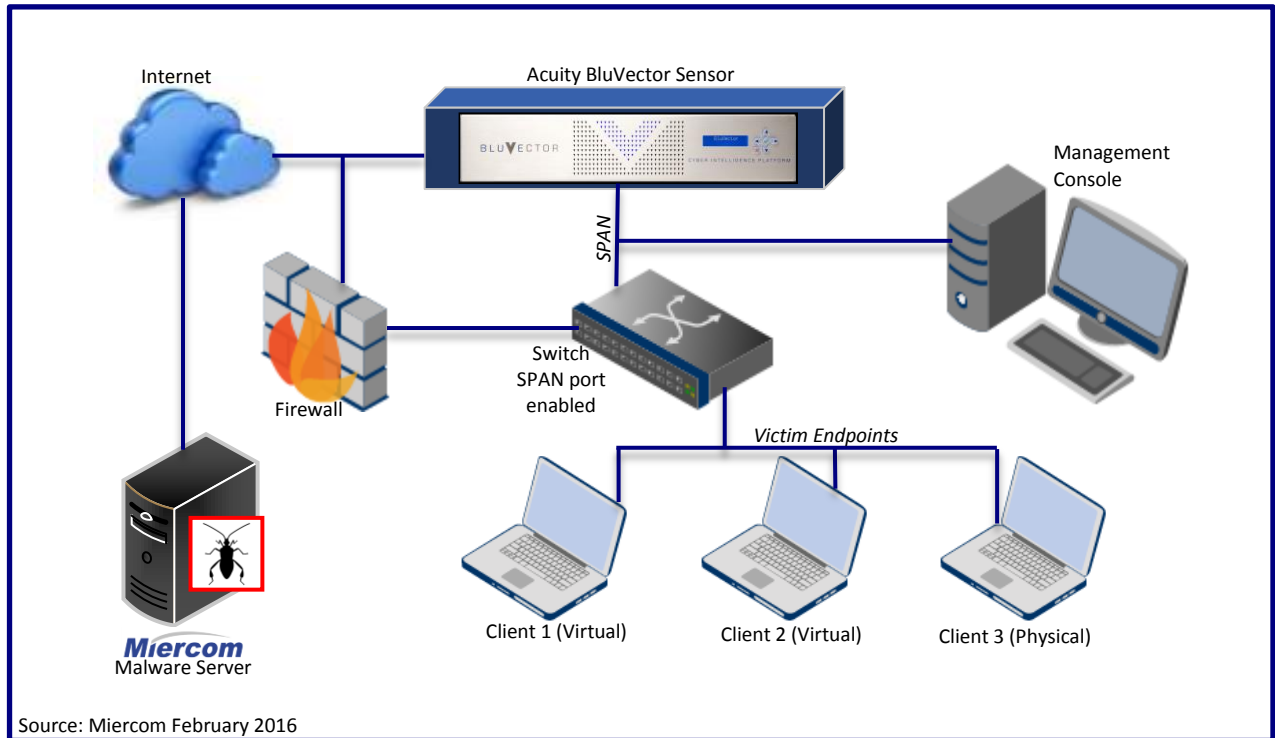 Internet
Acuity BluVector Sensor
BLUVECTOR
BluVector
CYBER INTELLIGENCE PLATFORM
Management
Console
SPAN
Firewall
Switch
SPAN port
enabled
Victim Endpoints
Client 1 (Virtual)
Client 2 (Virtual)
Client 3 (Physical)
Miercom
Malware Server
Source: Miercom February 2016